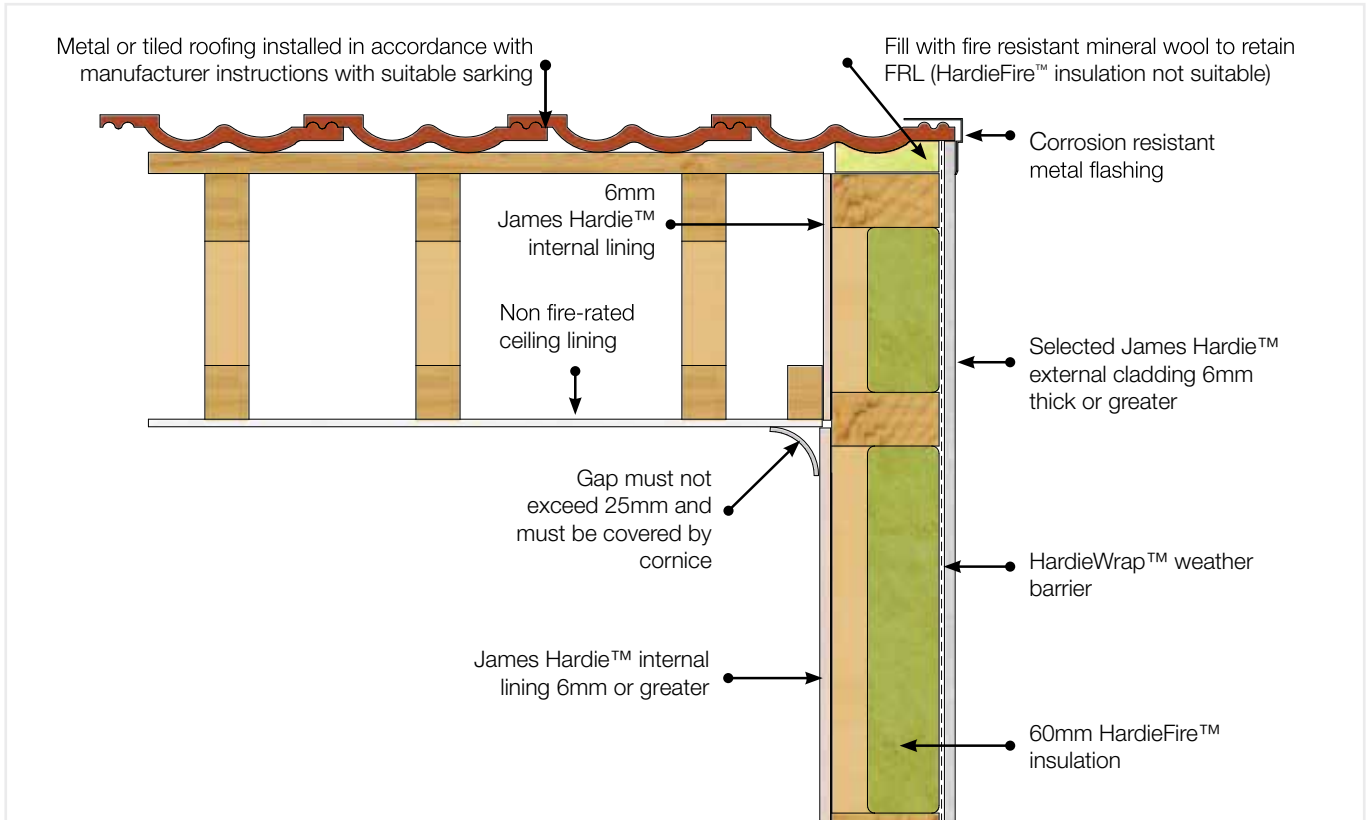 Metal or tiled roofing installed in accordance with
manufacturer instructions with suitable sarking
Fill with fire resistant mineral wool to retain
FRL (HardieFire™ insulation not suitable)
Corrosion resistant
metal flashing
6mm
James Hardie™
internal lining
Non fire-rated
ceiling lining
Selected James Hardie™
external cladding 6mm
thick or greater
Gap must not
exceed 25mm and
must be covered by
cornice
HardieWrap™ weather
barrier
James Hardie™ internal
lining 6mm or greater
60mm HardieFire™
insulation